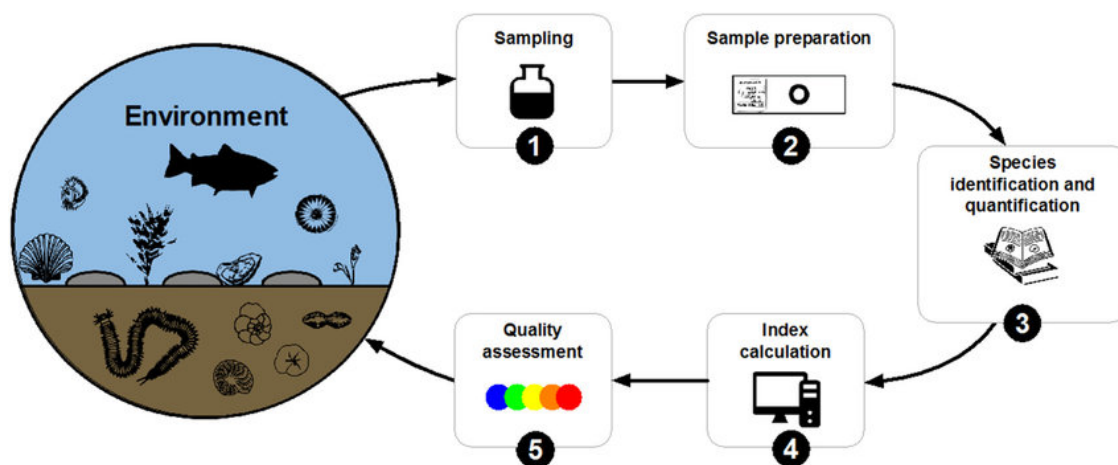 Environment
Sampling
1
Sample preparation
2
Species
identification and
quantification
3
Index
calculation
4
Quality
assessment
5